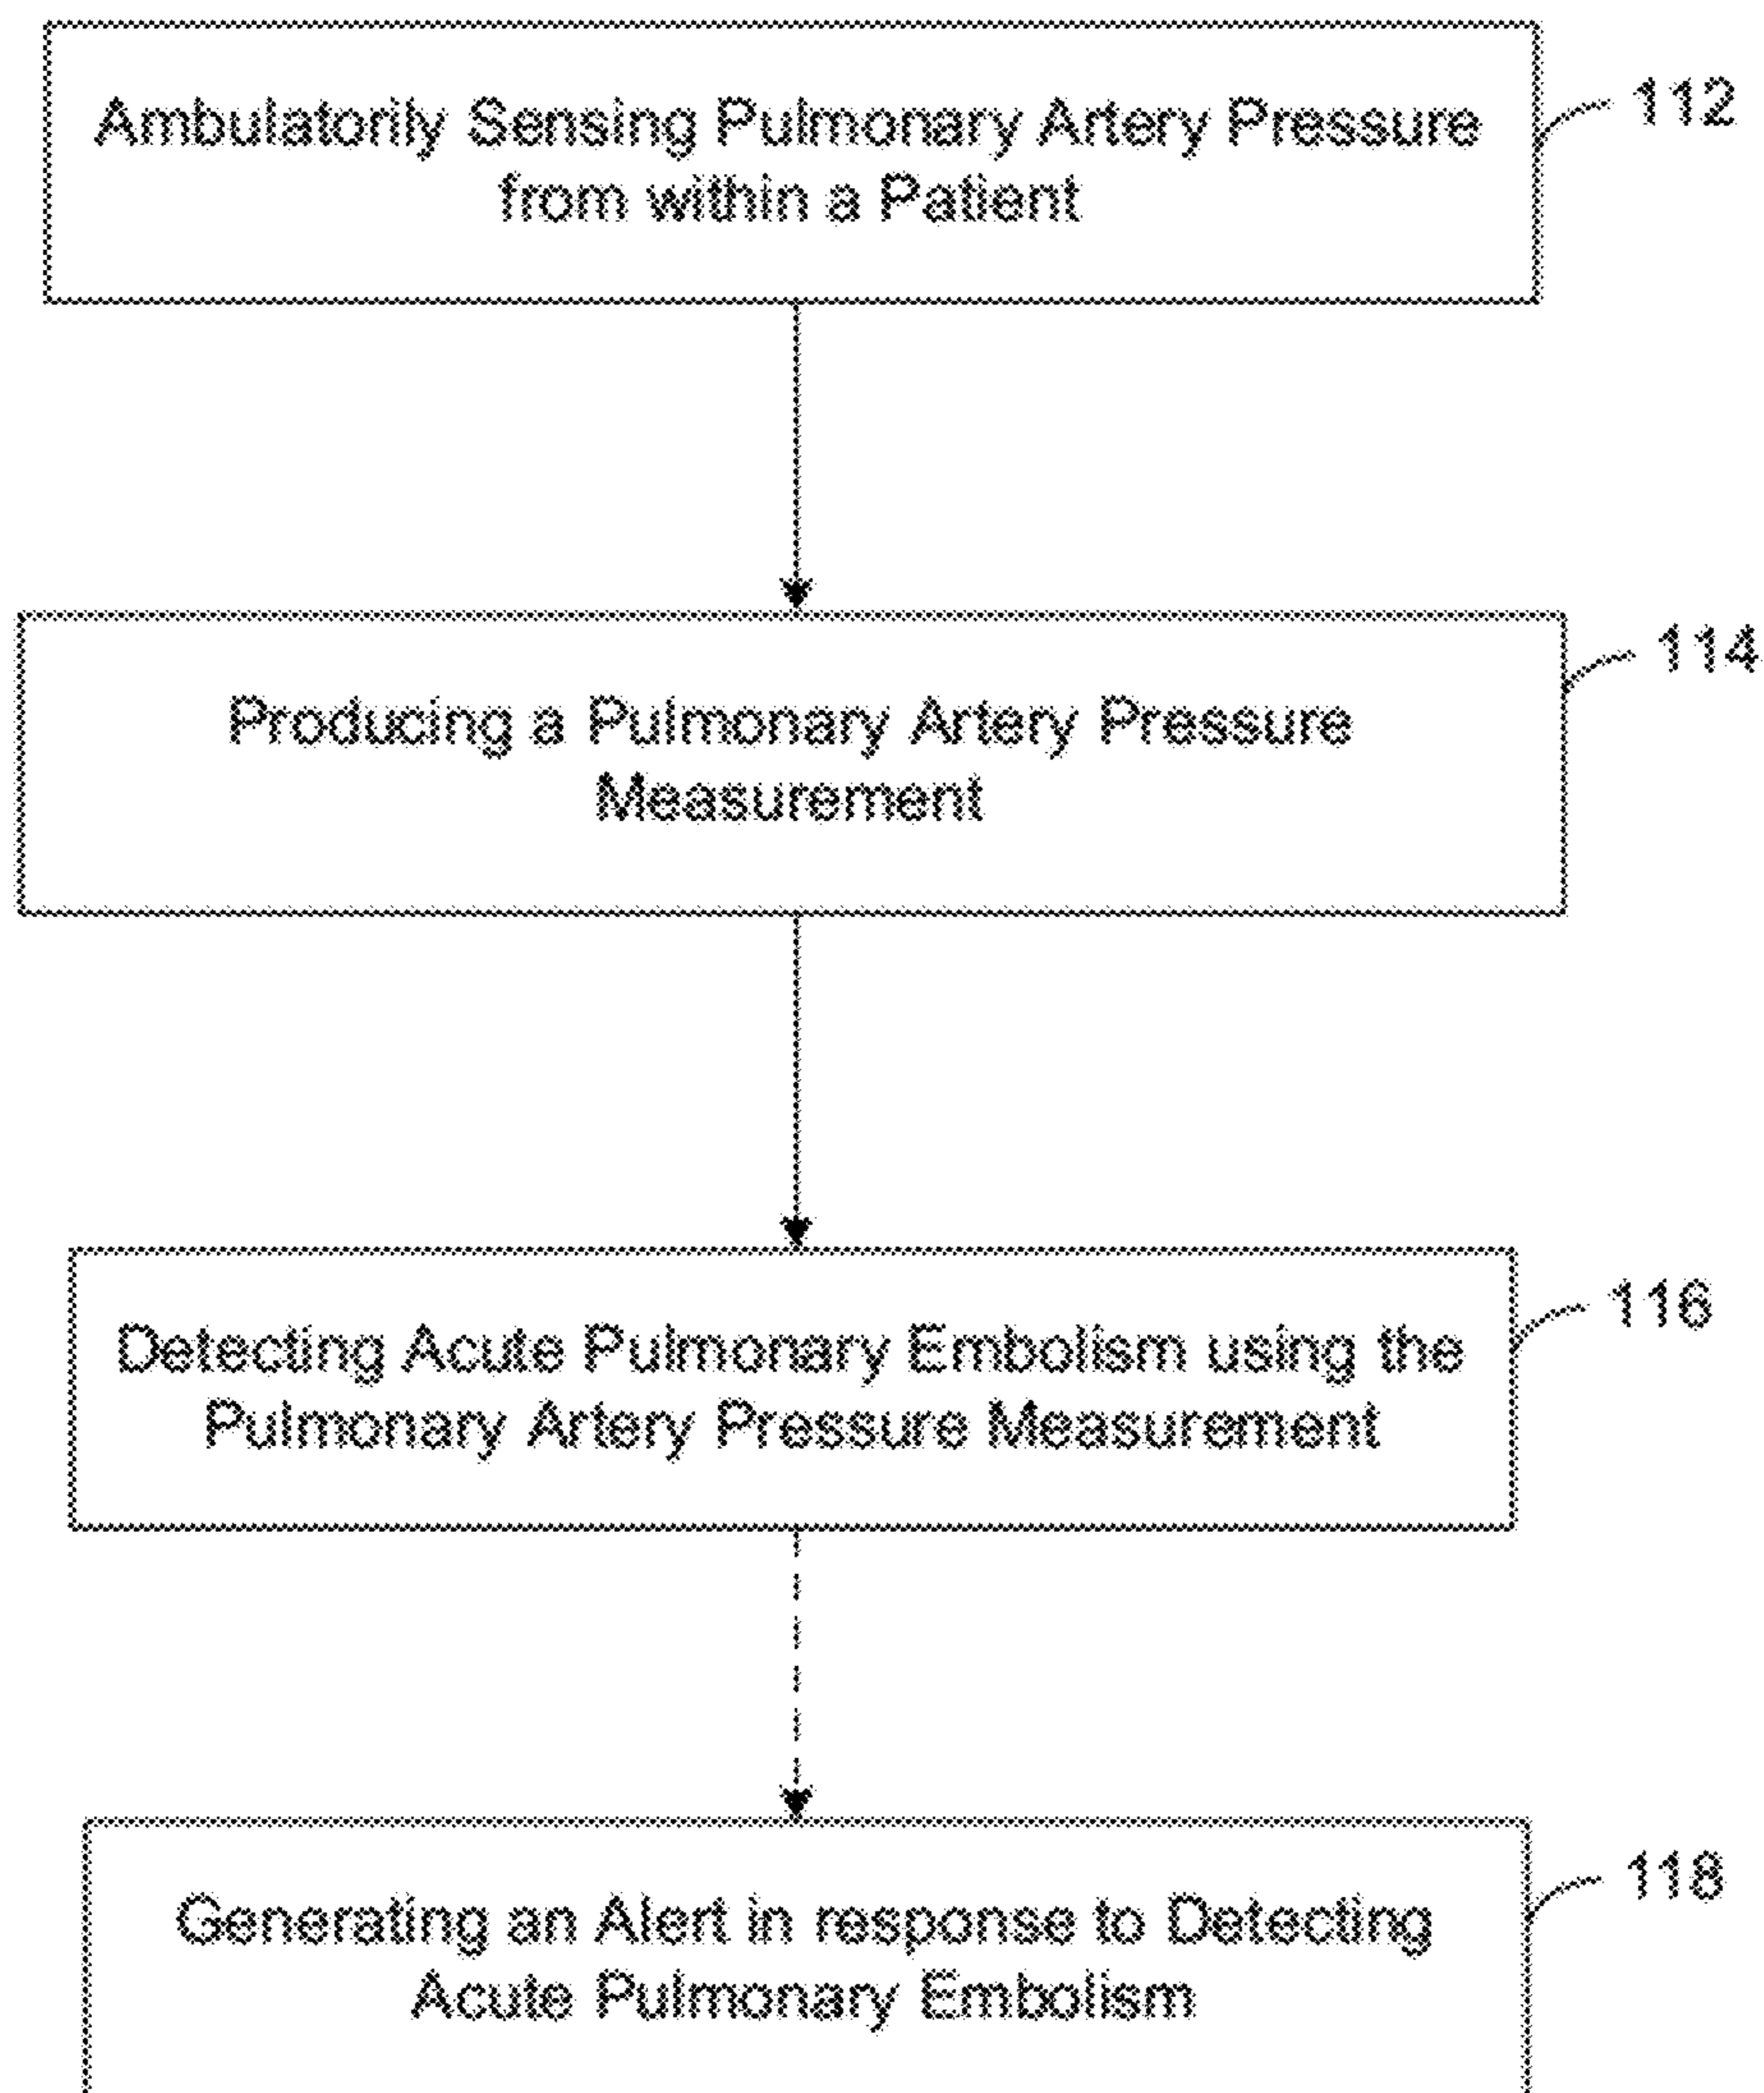 Ambulatorily Sensing Pulmonary Artery Pressure
from within a Patient
112
Producing a Pulmonary Artery Pressure
Measurement
114
Detecting Acute Pulmonary Embolism using the
Pulmonary Artery Pressure Measurement
116
Generating an Alert in response to Detecting
Acute Pulmonary Embolism
118